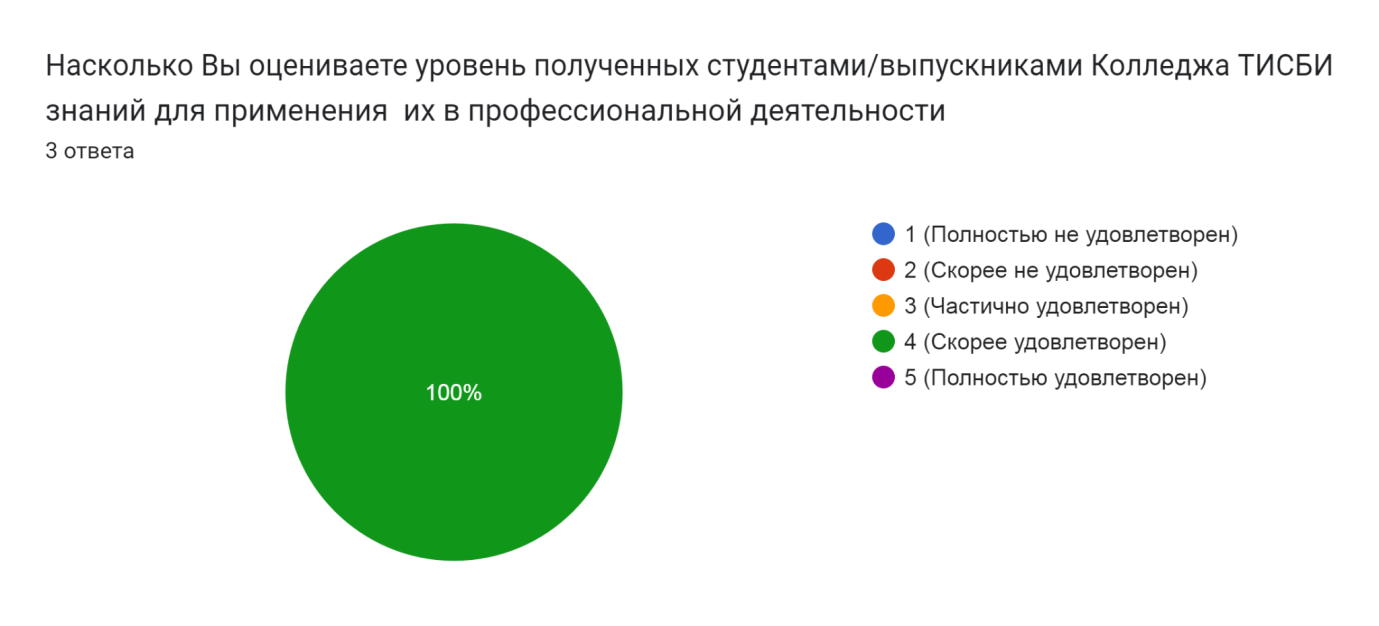 Насколько Вы оцениваете уровень полученных студентами/выпускниками Колледжа ТИСБИ
знаний для применения  их в профессиональной деятельности
3 ответа
100%
1 (Полностью не удовлетворен)
2 (Скорее не удовлетворен)
3 (Частично удовлетворен)
4 (Скорее удовлетворен)
5 (Полностью удовлетворен)